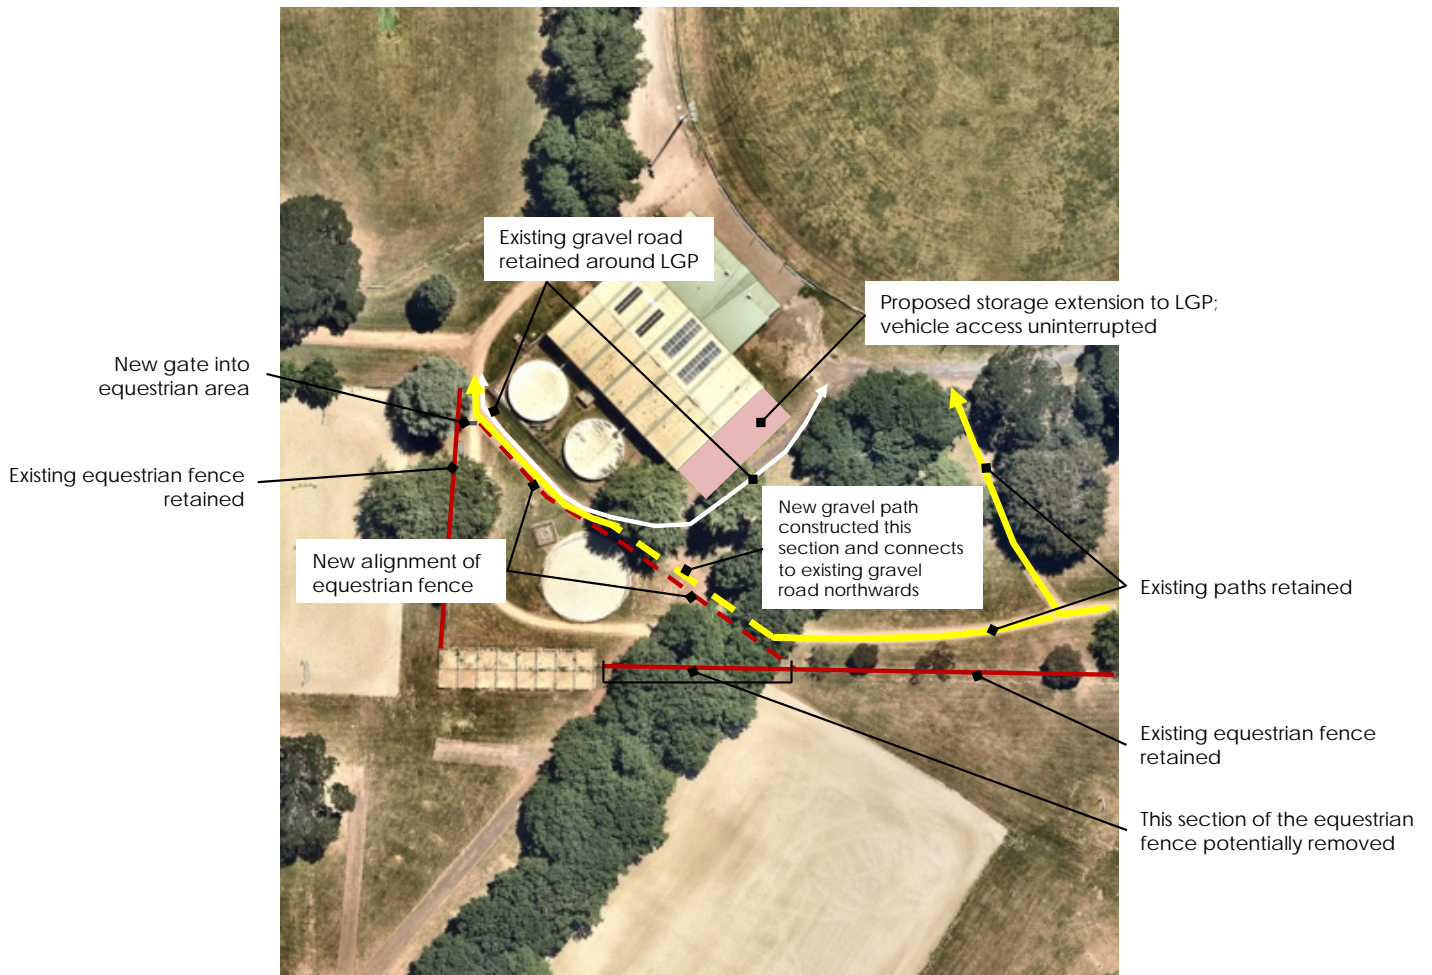 Existing gravel road
retained around LGP
Proposed storage extension to LGP;
vehicle access uninterrupted
New gate into
equestrian area
Existing equestrian fence
retained
New gravel path
constructed this
section and connects
to existing gravel
road northwards
New alignment of
equestrian fence
Existing paths retained
Existing equestrian fence
retained
This section of the equestrian
fence potentially removed